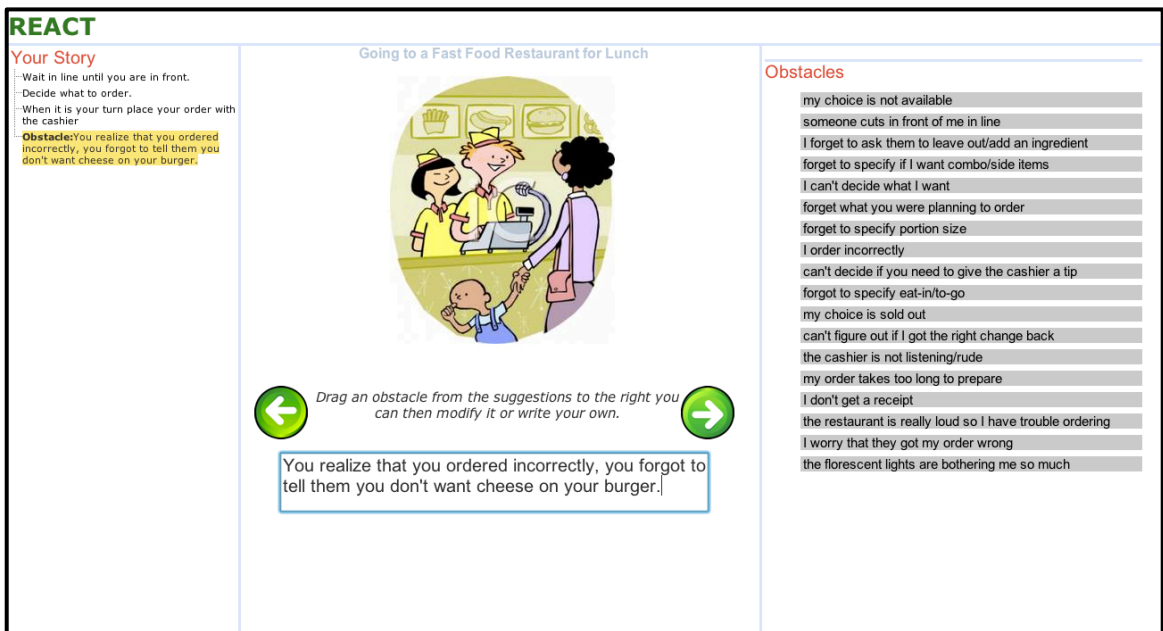 REACT
Your Story
Wait in line until you are in front.
Decide what to order.
When it is your turn place your order with
the cashier
Obstacle:You realize that you ordered
incorrectly, you forgot to tell them you
don't want cheese on your burger.
Going to a Fast Food Restaurant for Lunch
Drag an obstacle from the suggestions to the right you
can then modify it or write your own.
You realize that you ordered incorrectly, you forgot to
tell them you don't want cheese on your burger.
Obstacles
my choice is not available
someone cuts in front of me in line
I forget to ask them to leave out/add an ingredient
forget to specify if I want combo/side items
I can't decide what I want
forget what you were planning to order
forget to specify portion size
I order incorrectly
can't decide if you need to give the cashier a tip
forgot to specify eat-in/to-go
my choice is sold out
can't figure out if I got the right change back
the cashier is not listening/rude
my order takes too long to prepare
I don't get a receipt
the restaurant is really loud so I have trouble ordering
I worry that they got my order wrong
the florescent lights are bothering me so much